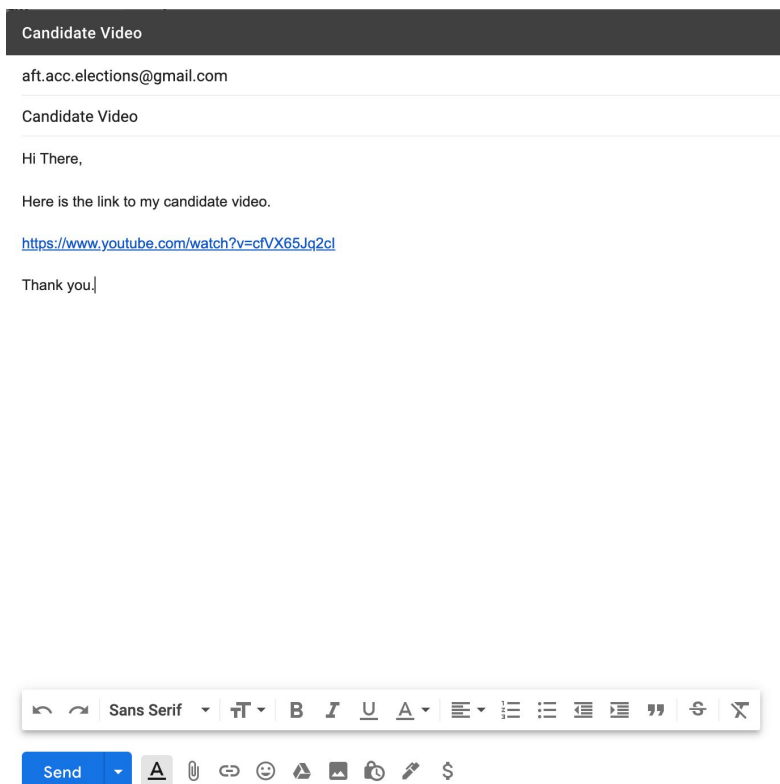 Candidate Video
aft.acc.elections@gmail.com
Candidate Video
Hi There,
Here is the link to my candidate video.
https://www.youtube.com/watch?v=cfVX65Jq2cI
Thank you.
Sans Serif
Send